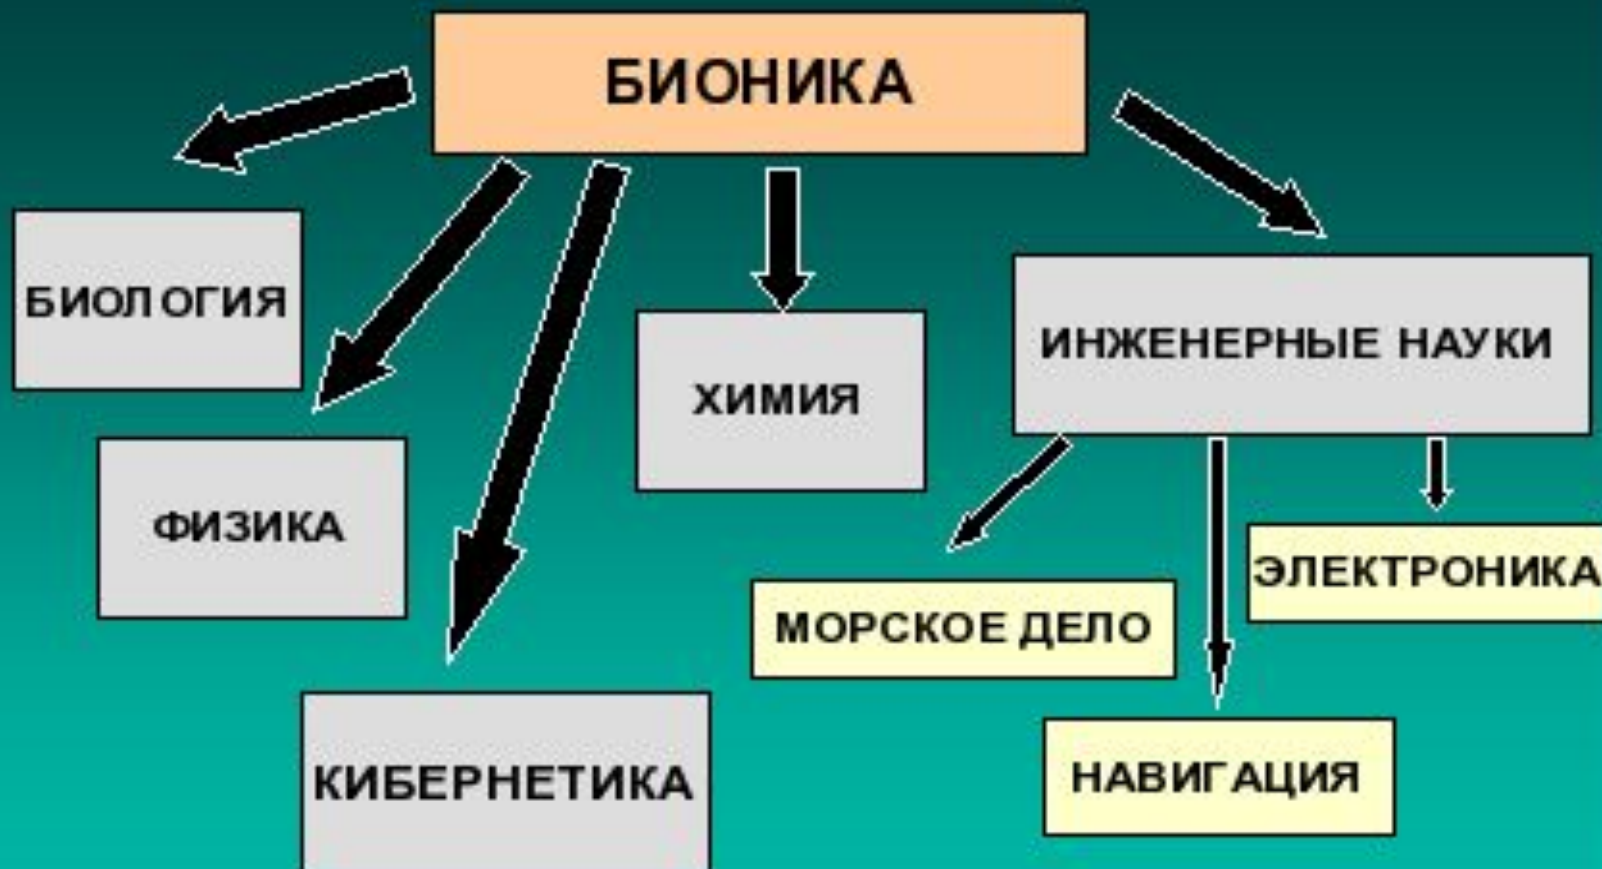 БИОНИКА
БИОЛОГИЯ
ФИЗИКА
КИБЕРНЕТИКА
ХИМИЯ
ИНЖЕНЕРНЫЕ НАУКИ
МОРСКОЕ ДЕЛО
НАВИГАЦИЯ
ЭЛЕКТРОНИКА